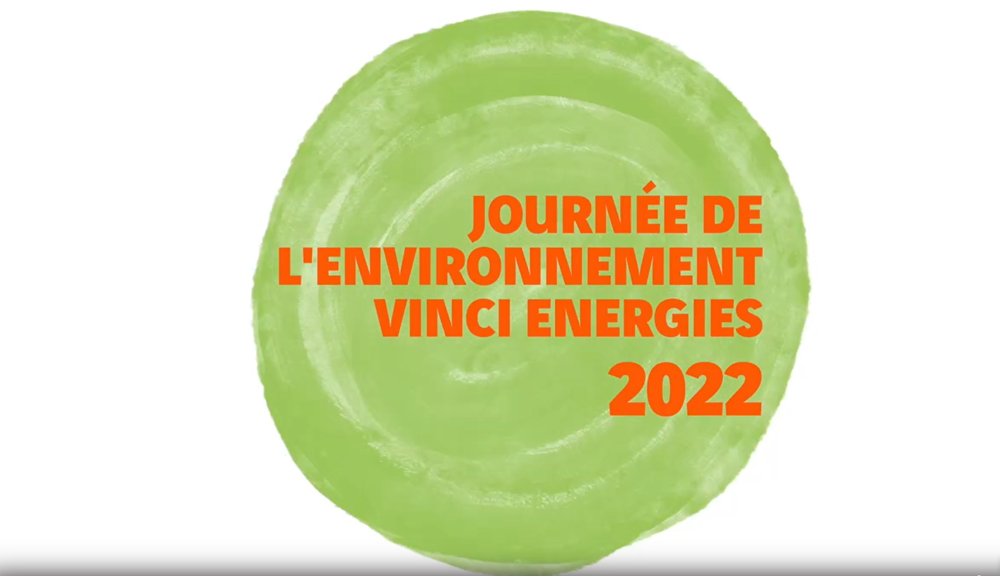 JOURNÉE DE
L'ENVIRONNEMENT
VINCI ENERGIES
2022